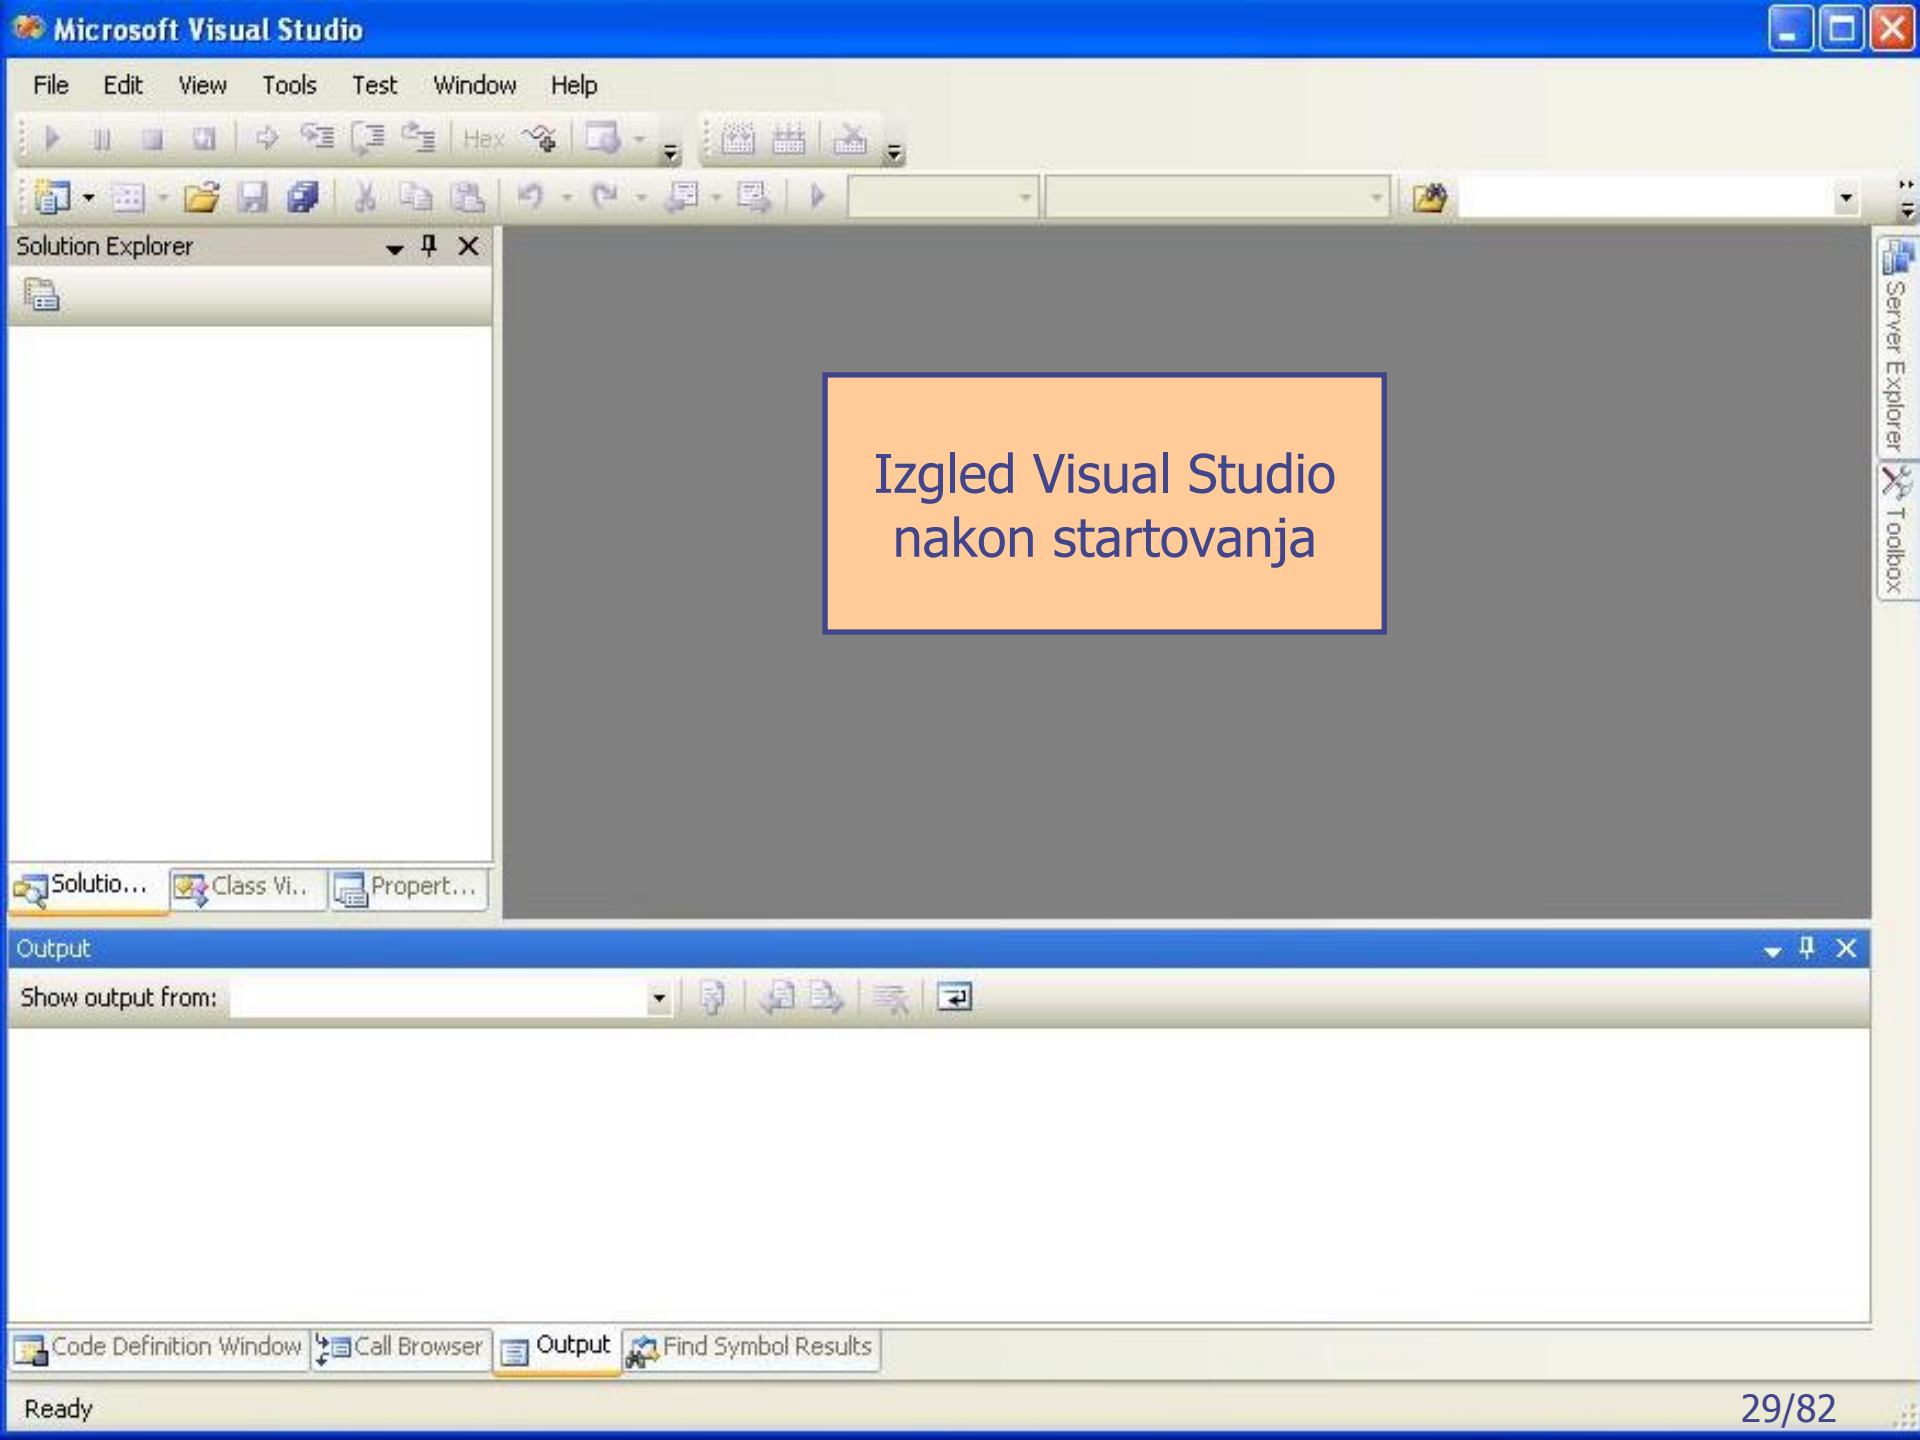 Microsoft Visual Studio
File Edit View Tools Test Window Help
Hex
Solution Explorer
Server Explorer
Toolbox
Izgled Visual Studio
nakon startovanja
Solutio... Class Vi... Propert...
Output
Show output from:
Code Definition Window Call Browser Output Find Symbol Results
Ready
29/82